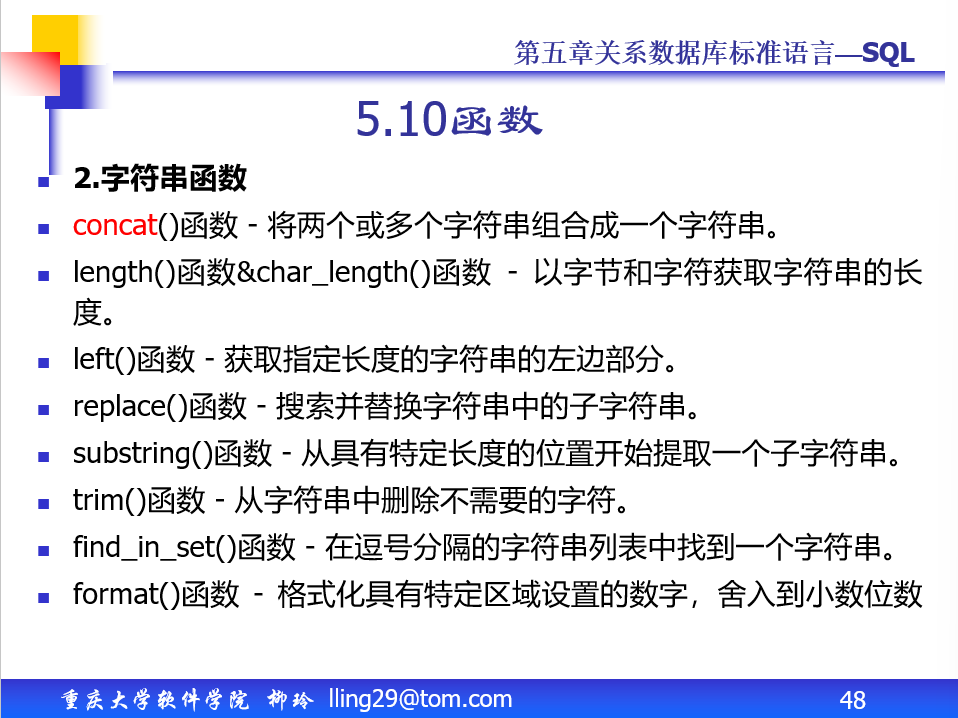 第五章关系数据库标准语言—SQL
5.10函数
2.字符串函数
concat()函数 - 将两个或多个字符串组合成一个字符串。
length()函数&char_length()函数 - 以字节和字符获取字符串的长
度。
left()函数 - 获取指定长度的字符串的左边部分。
replace()函数 - 搜索并替换字符串中的子字符串。
substring()函数 - 从具有特定长度的位置开始提取一个子字符串。
trim()函数 - 从字符串中删除不需要的字符。
find_in_set()函数 - 在逗号分隔的字符串列表中找到一个字符串。
format()函数 - 格式化具有特定区域设置的数字，舍入到小数位数
重庆大学软件学院 柳玲 lling29@tom.com
48